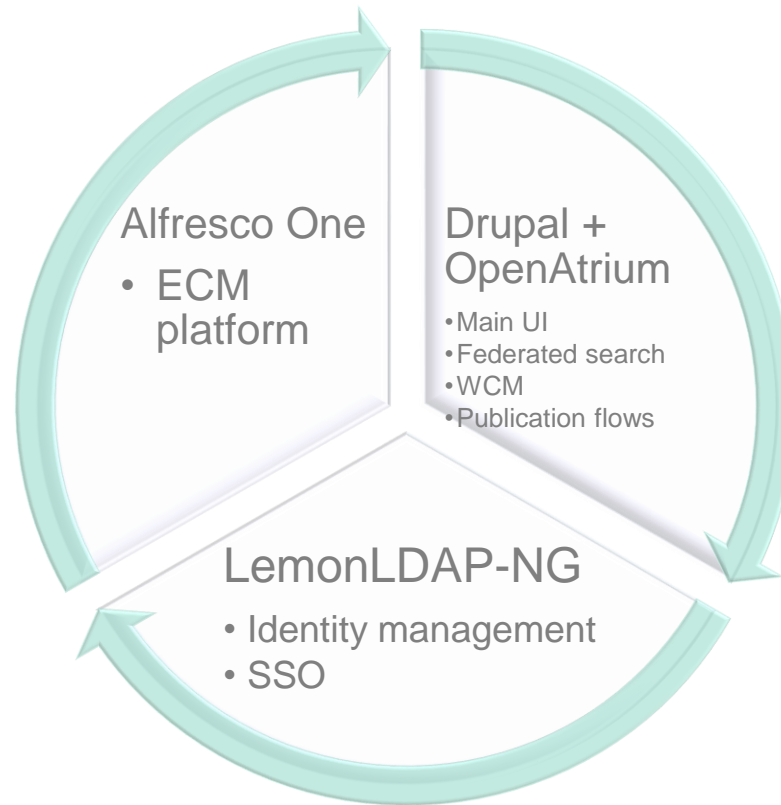 Alfresco One
• ECM
platform
Drupal +
OpenAtrium
•Main UI
•Federated search
•WCM
•Publication flows
LemonLDAP-NG
• Identity management
• SSO